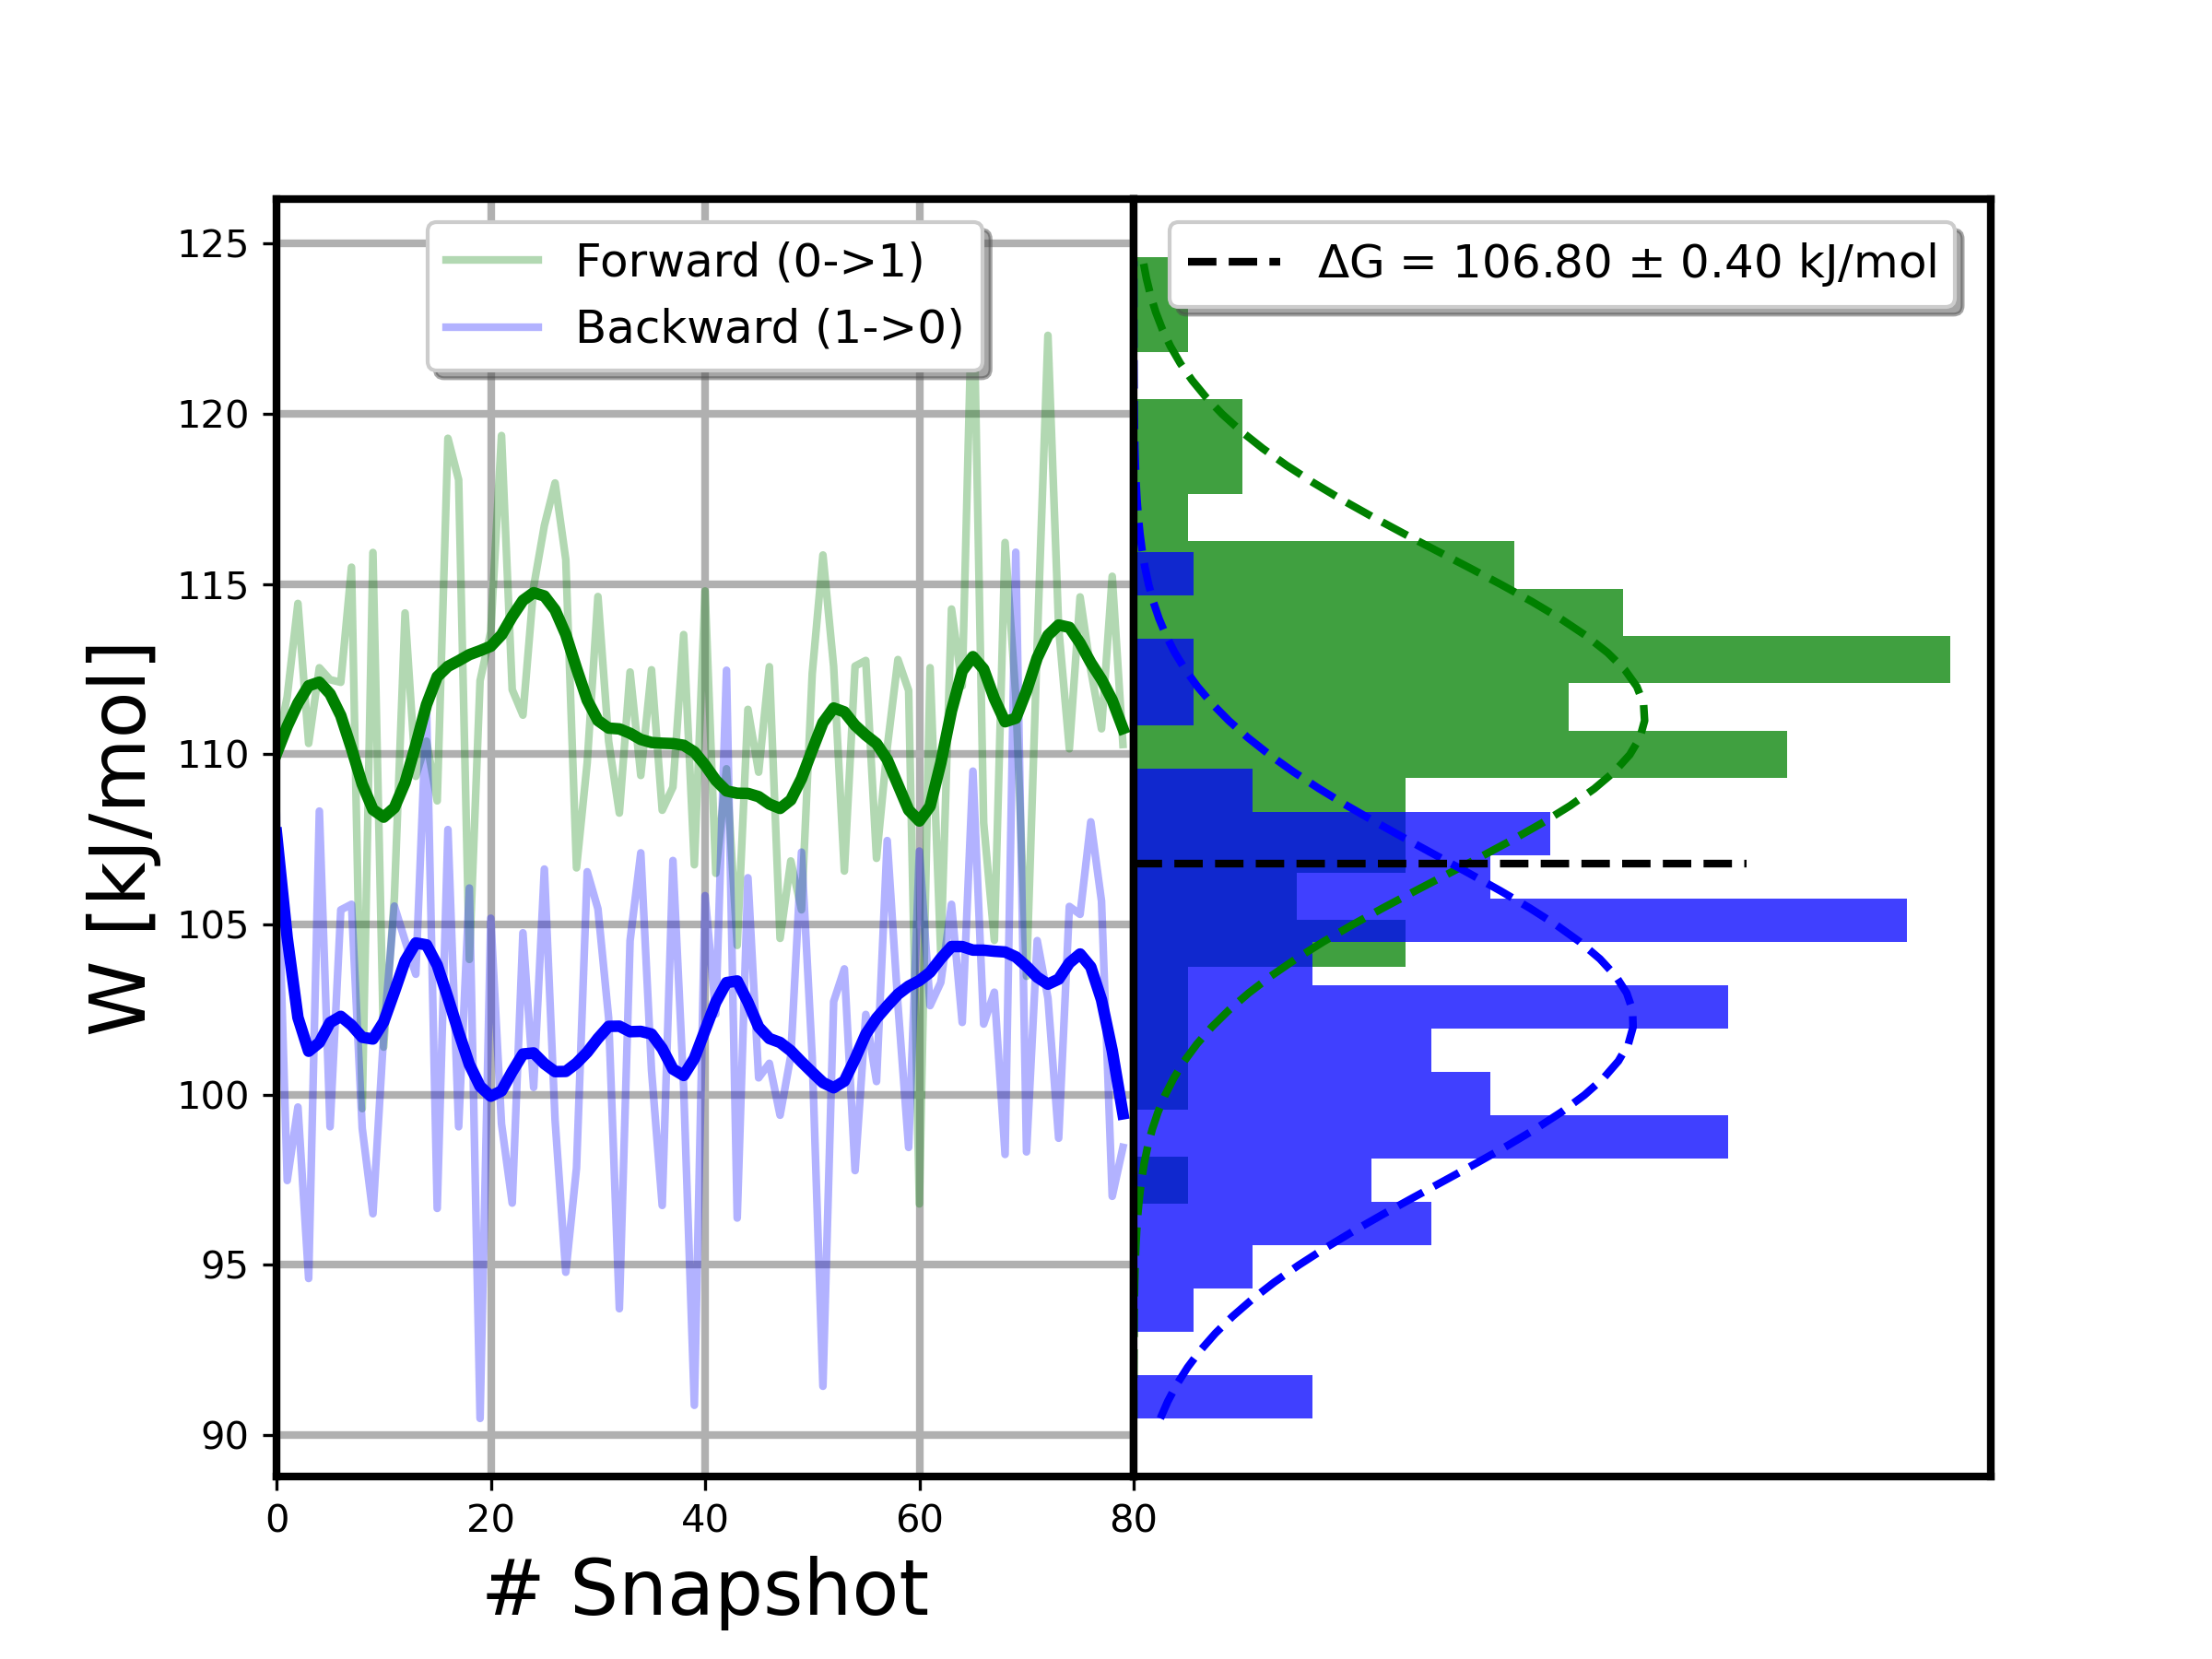 Forward (0->1)
Backward (1->0)
ΔG = 106.80 ± 0.40 kJ/mol
W [kJ/mol]
125
120
115
110
105
100
95
90
0 20 40 60 80
# Snapshot